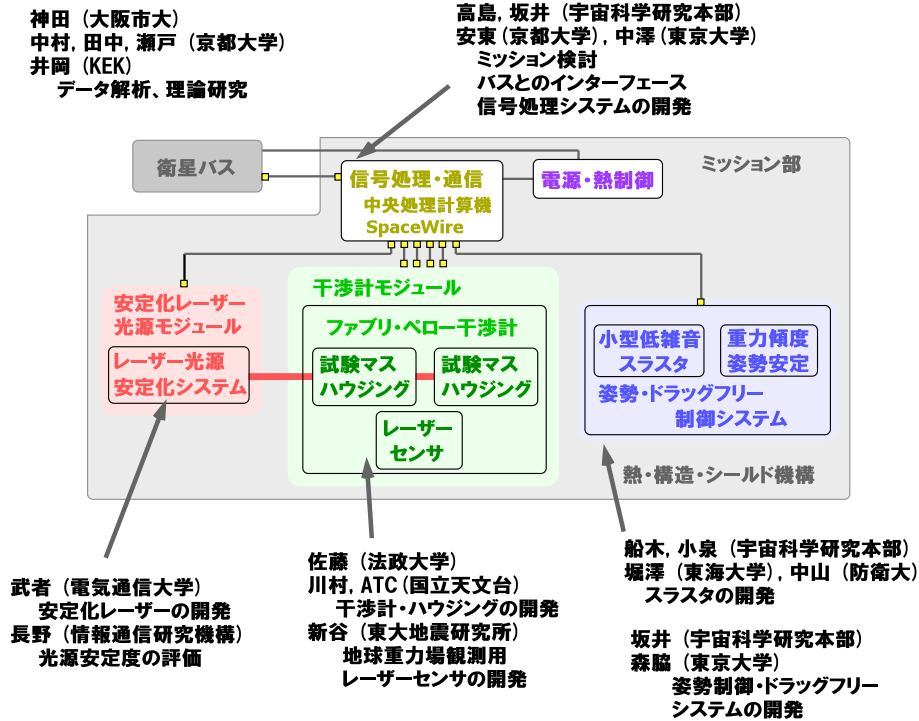 神田（大阪市大）
中村, 田中, 瀬戸（京都大学）
井岡（KEK）
データ解析、理論研究
高島, 坂井（宇宙科学研究本部）
安東（京都大学）, 中澤（東京大学）
ミッション検討
バスとのインターフェース
信号処理システムの開発
衛星バス
ミッション部
信号処理・通信
中央処理計算機
SpaceWire
電源・熱制御
安定化レーザー
光源モジュール
レーザー光源
安定化システム
干渉計モジュール
ファブリ・ペロー干渉計
試験マス
ハウジング
試験マス
ハウジング
レーザー
センサ
小型低雑音
スラスタ
重力傾度
姿勢安定
姿勢・ドラッグフリー
制御システム
熱・構造・シールド機構
武者（電気通信大学）
安定化レーザーの開発
長野（情報通信研究機構）
光源安定度の評価
佐藤（法政大学）
川村, ATC（国立天文台）
干渉計・ハウジングの開発
新谷（東大地震研究所）
地球重力場観測用
レーザーセンサの開発
船木, 小泉（宇宙科学研究本部）
堀澤（東海大学）, 中山（防衛大）
スラスタの開発
坂井（宇宙科学研究本部）
森脇（東京大学）
姿勢制御・ドラッグフリー
システムの開発